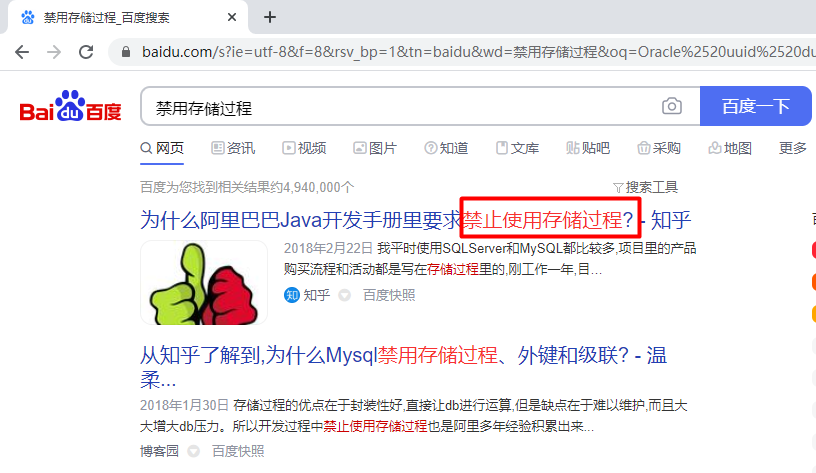 禁用存储过程_百度搜索
baidu.com/s?ie=utf-8&f=8&rsv_bp=1&tn=baidu&wd=禁用存储过程&oq=Oracle%2520uuid%2520du
Bai du 百度
禁用存储过程
百度一下
网页 资讯 视频 图片 知道 文库 贴吧 采购 地图 更多
百度为您找到相关结果约4,940,000个
搜索工具
为什么阿里巴巴Java开发手册里要求禁止使用存储过程? - 知乎
2018年2月22日 我平时使用SQLServer和MySQL都比较多,项目里的产品
购买流程和活动都是写在存储过程里的,刚工作一年,目...
知 知乎 百度快照
从知乎了解到,为什么Mysql禁用存储过程、外键和级联? - 温
柔...
2018年1月30日 存储过程的优点在于封装性好,直接让db进行运算,但是缺点在于难以维护,而且大
大增大db压力。所以开发过程中禁止使用存储过程也是阿里多年经验积累出来...
博客园 百度快照